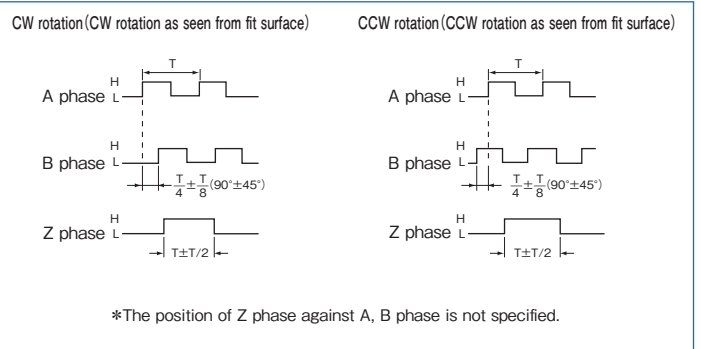 CW rotation(CW rotation as seen from fit surface)
T
H
A phase L
H
B phase L
T/4±T/8(90°±45°)
H
Z phase L
T±T/2
CCW rotation(CCW rotation as seen from fit surface)
T
H
A phase L
H
B phase L
T/4±T/8(90°±45°)
H
Z phase L
T±T/2
*The position of Z phase against A, B phase is not specified.